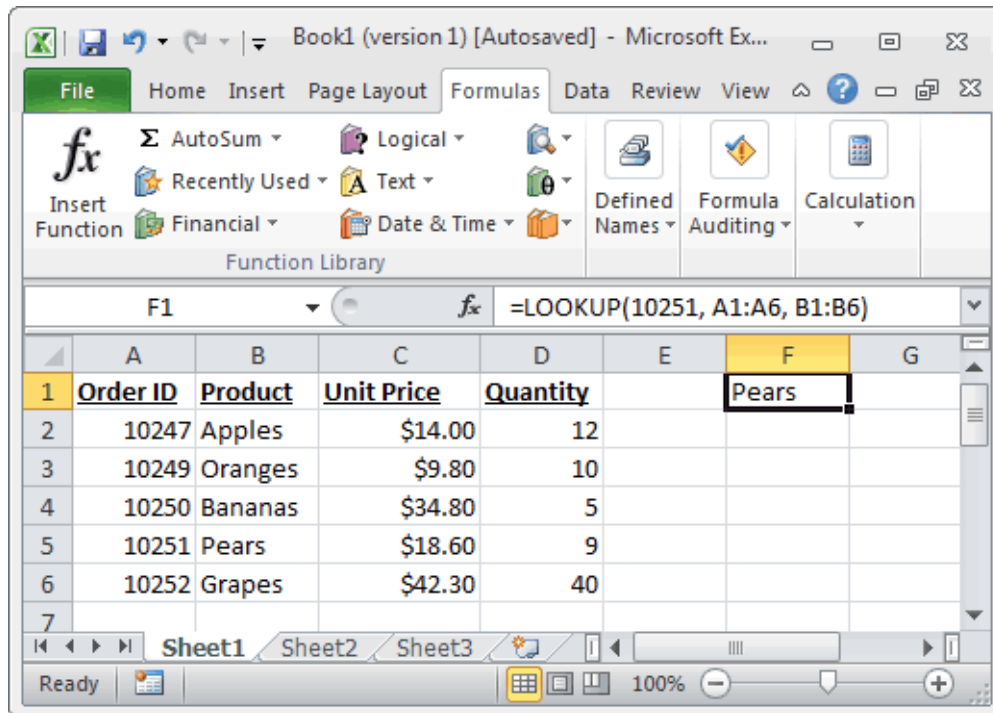 Book1 (version 1) [Autosaved] - Microsoft Ex...
File Home Insert Page Layout Formulas Data Review View
fx Insert Function
Σ AutoSum
Recently Used
Financial
Logical
Text
Date & Time
Defined Names
Formula Auditing
Calculation
Function Library
F1 fx =LOOKUP(10251, A1:A6, B1:B6)
A B C D E F G
1 Order ID Product Unit Price Quantity Pears
2 10247 Apples $14.00 12
3 10249 Oranges $9.80 10
4 10250 Bananas $34.80 5
5 10251 Pears $18.60 9
6 10252 Grapes $42.30 40
7
Sheet1 Sheet2 Sheet3
Ready 100%